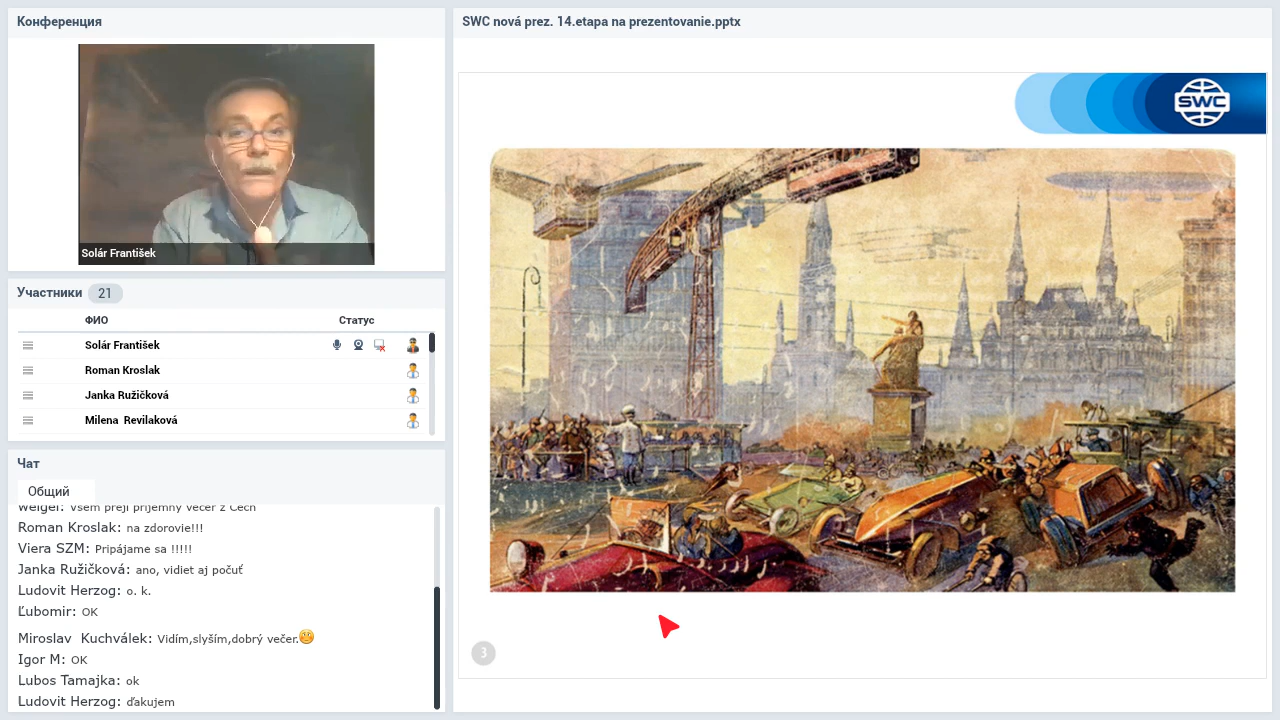 Конференция
Solár František
Участники 21
ФИО Статус
Solár František
Roman Kroslak
Janka Ružičková
Milena Revilaková
Чат
Общий
weigel: Všem přeji příjemný večer z Čech
Roman Kroslak: na zdorovie!!!
Viera SZM: Pripájame sa !!!!!
Janka Ružičková: ano, vidiet aj počuť
Ludovit Herzog: o. k.
Ľubomir: OK
Miroslav Kuchválek: Vidím,slyším,dobrý večer.
Igor M: OK
Lubos Tamajka: ok
Ludovit Herzog: ďakujem
SWC nová prez. 14.etapa na prezentovanie.pptx
SWC
3